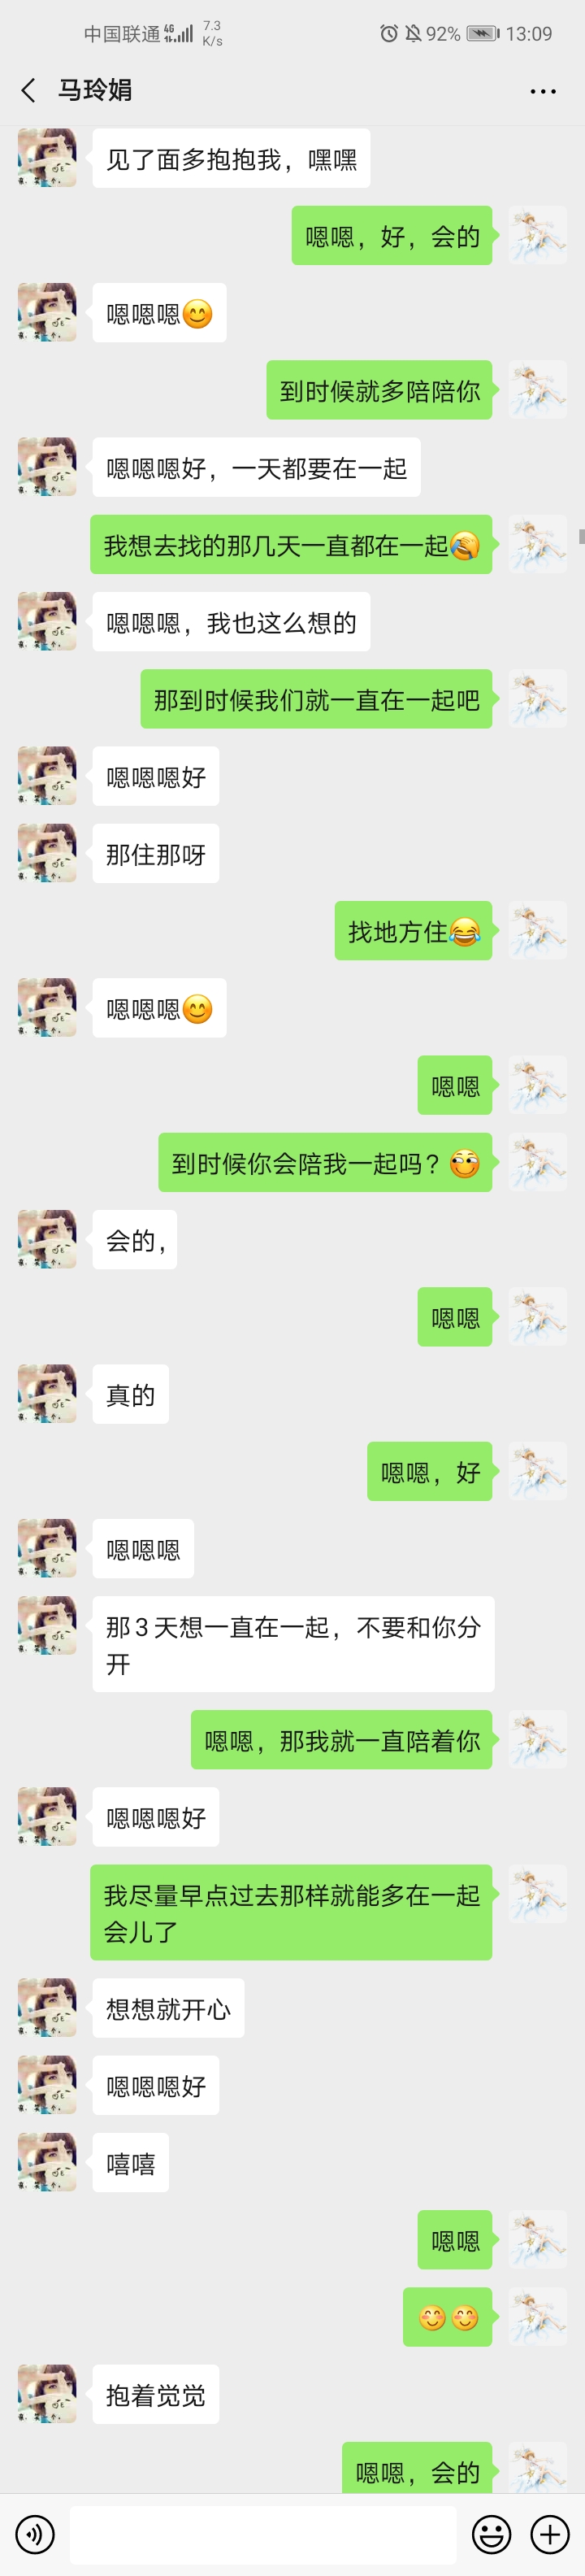 中国联通 4G 7.3 K/s 92% 13:09
马玲娟
见了面多抱抱我，嘿嘿
嗯嗯，好，会的
嗯嗯嗯😊
到时候就多陪陪你
嗯嗯嗯好，一天都要在一起
我想去找的那几天一直都在一起🤣
嗯嗯嗯，我也这么想的
那到时候我们就一直在一起吧
嗯嗯嗯好
那住那呀
找地方住😂
嗯嗯嗯😊
嗯嗯
到时候你会陪我一起吗？
会的，
嗯嗯
真的
嗯嗯，好
嗯嗯嗯
那3天想一直在一起，不要和你分
开
嗯嗯，那我就一直陪着你
嗯嗯嗯好
我尽量早点过去那样就能多在一起
会儿了
想想就开心
嗯嗯嗯好
嘻嘻
嗯嗯
😊😊
抱着觉觉
嗯嗯，会的